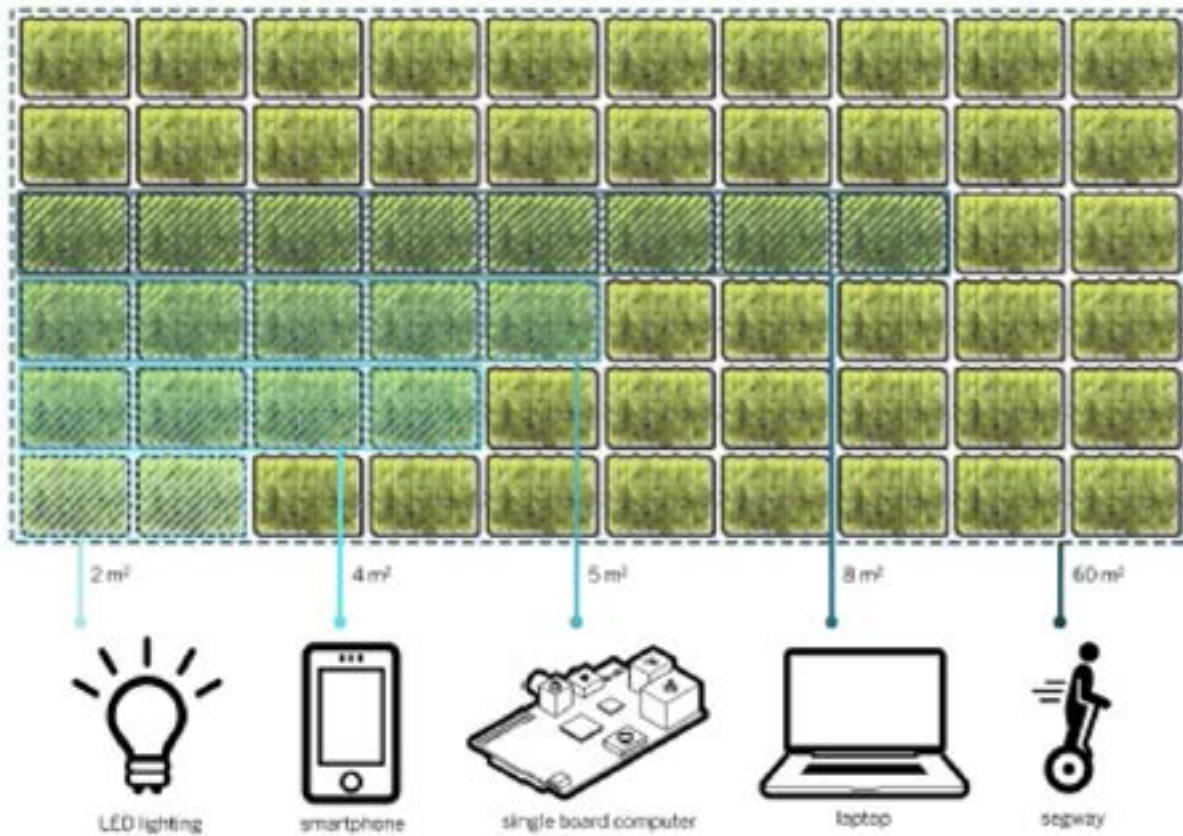 2 m²
4 m²
5 m²
8 m²
60 m²
LED lighting
smartphone
single board computer
laptop
segway